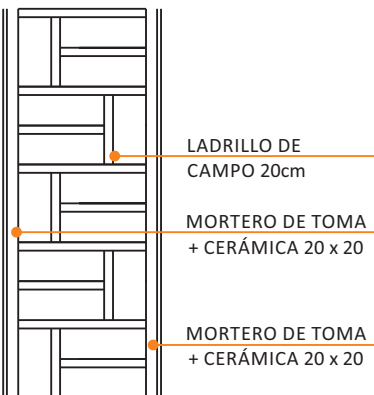 LADRILLO DE
CAMPO 20cm
MORTERO DE TOMA
+ CERÁMICA 20 x 20
MORTERO DE TOMA
+ CERÁMICA 20 x 20